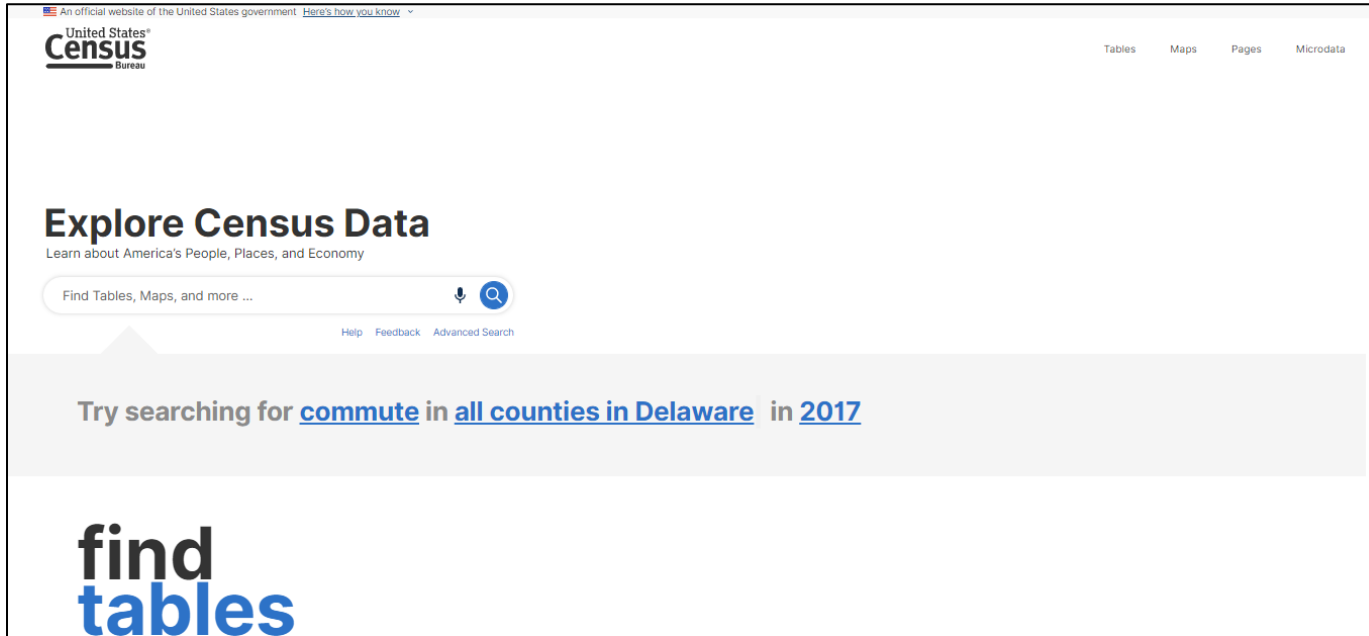 An official website of the United States government Here's how you know
United States®
Census
Bureau
Tables Maps Pages Microdata
Explore Census Data
Learn about America's People, Places, and Economy
Find Tables, Maps, and more ...
Help Feedback Advanced Search
Try searching for commute in all counties in Delaware in 2017
find
tables